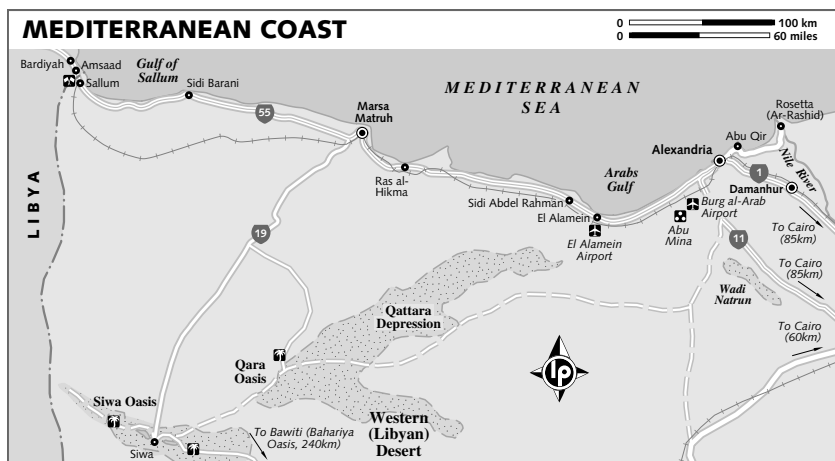 MEDITERRANEAN COAST
0 100 km
0 60 miles
Bardiyah
Amsaad
Sallum
Gulf of
Sallum
Sidi Barani
MEDITERRANEAN
SEA
Rosetta
(Ar-Rashid)
55
Marsa
Matruh
Abu Qir
Alexandria
Nile River
Ras al-
Hikma
Arabs
Gulf
1
Damanhur
LIBYA
Sidi Abdel Rahman
El Alamein
Burg al-Arab
Airport
Abu
Mina
El Alamein
Airport
19
11
To Cairo
(85km)
To Cairo
(85km)
Wadi
Natrun
Qattara
Depression
To Cairo
(60km)
Qara
Oasis
lp
Siwa Oasis
Siwa
To Bawiti (Bahariya
Oasis, 240km)
Western
(Libyan)
Desert